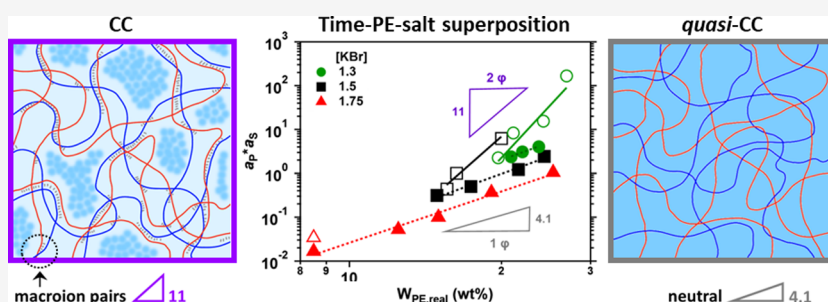 CC
Time-PE-salt superposition
quasi-CC
10³
10²
10¹
10⁰
10⁻¹
10⁻²
aP*aS
[KBr]
1.3
1.5
1.75
2 φ
11
4.1
1 φ
8
9
10
2
3
WPE,real (wt%)
macroion pairs 11
neutral 4.1